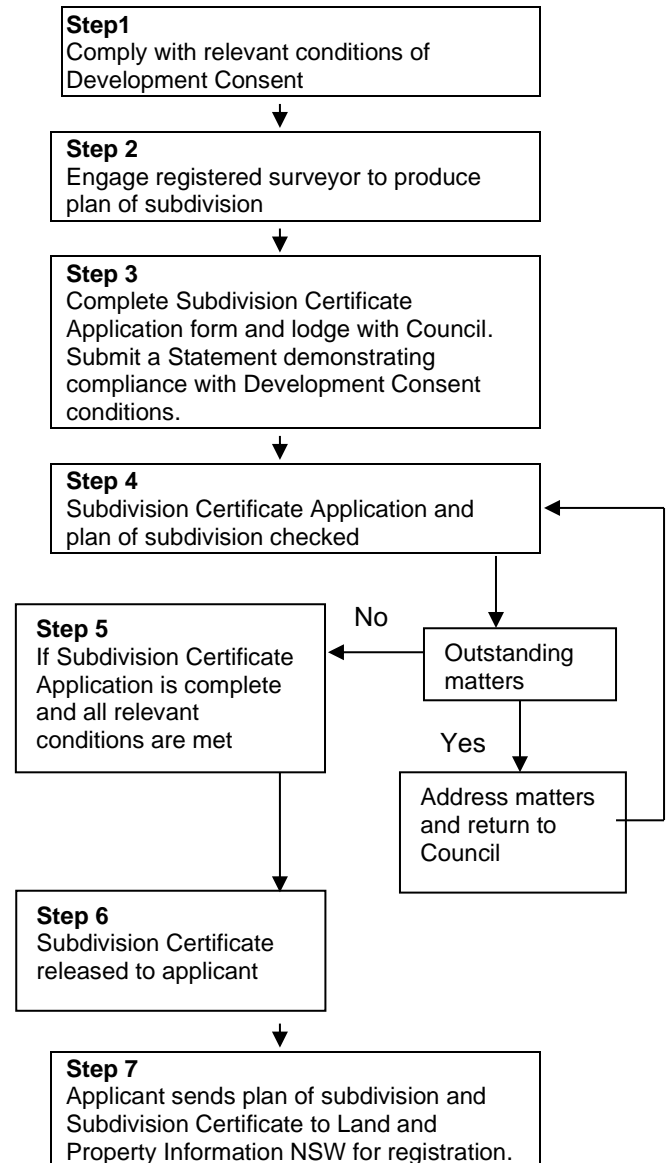 Step1
Comply with relevant conditions of
Development Consent
Step 2
Engage registered surveyor to produce
plan of subdivision
Step 3
Complete Subdivision Certificate
Application form and lodge with Council.
Submit a Statement demonstrating
compliance with Development Consent
conditions.
Step 4
Subdivision Certificate Application and
plan of subdivision checked
No
Outstanding
matters
Yes
Address matters
and return to
Council
Step 5
If Subdivision Certificate
Application is complete
and all relevant
conditions are met
Step 6
Subdivision Certificate
released to applicant
Step 7
Applicant sends plan of subdivision and
Subdivision Certificate to Land and
Property Information NSW for registration.